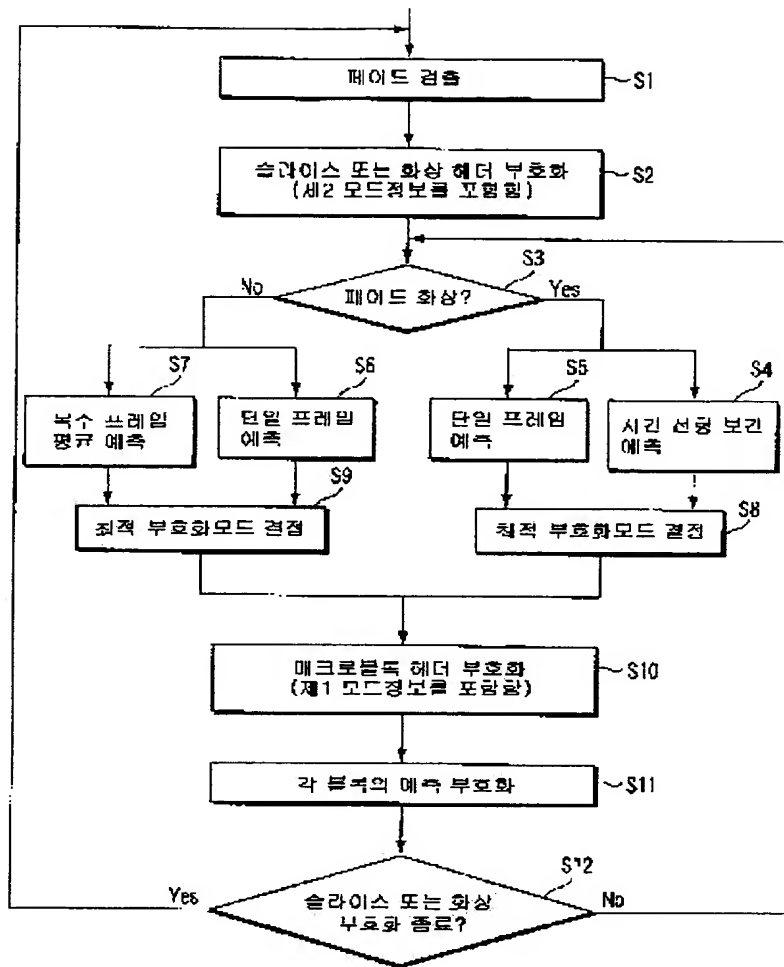 페이드 검출
S1
슬라이스 또는 화상 헤더 부호화
(제2 모드정보를 포함함)
S2
S3
No
페이드 화상?
Yes
S7
S6
S5
S4
복수 프레임
평균 예측
단일 프레임
예측
단일 프레임
예측
시간 선형 보간
예측
S9
S8
최적 부호화모드 결정
최적 부호화모드 결정
매크로블록 헤더 부호화
(제1 모드정보를 포함함)
S10
각 블록의 예측 부호화
S11
S12
Yes
슬라이스 또는 화상
부호화 종료?
No